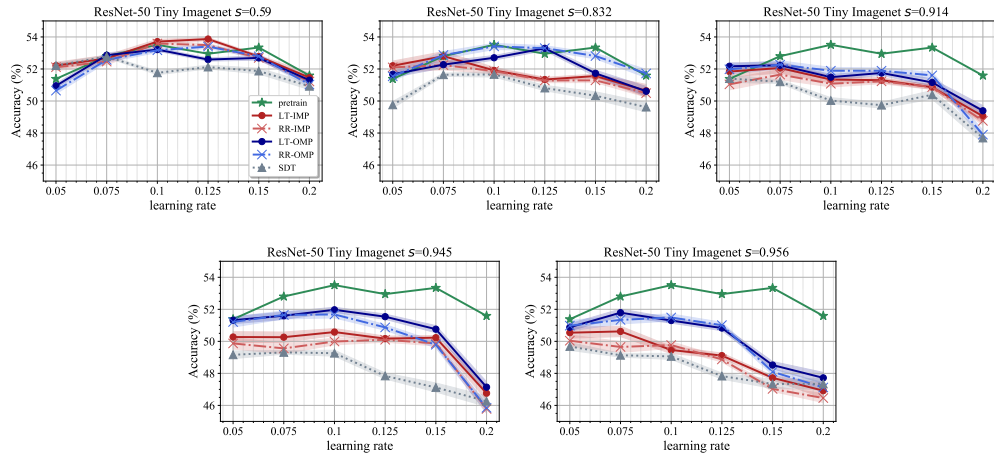 ResNet-50 Tiny Imagenet s=0.59
Accuracy (%)
54
52
50
48
46
pretrain
LT-IMP
RR-IMP
LT-OMP
RR-OMP
SDT
0.05 0.075 0.1 0.125 0.15 0.2
learning rate
ResNet-50 Tiny Imagenet s=0.832
Accuracy (%)
54
52
50
48
46
0.05 0.075 0.1 0.125 0.15 0.2
learning rate
ResNet-50 Tiny Imagenet s=0.914
Accuracy (%)
54
52
50
48
46
0.05 0.075 0.1 0.125 0.15 0.2
learning rate
ResNet-50 Tiny Imagenet s=0.945
Accuracy (%)
54
52
50
48
46
0.05 0.075 0.1 0.125 0.15 0.2
learning rate
ResNet-50 Tiny Imagenet s=0.956
Accuracy (%)
54
52
50
48
46
0.05 0.075 0.1 0.125 0.15 0.2
learning rate